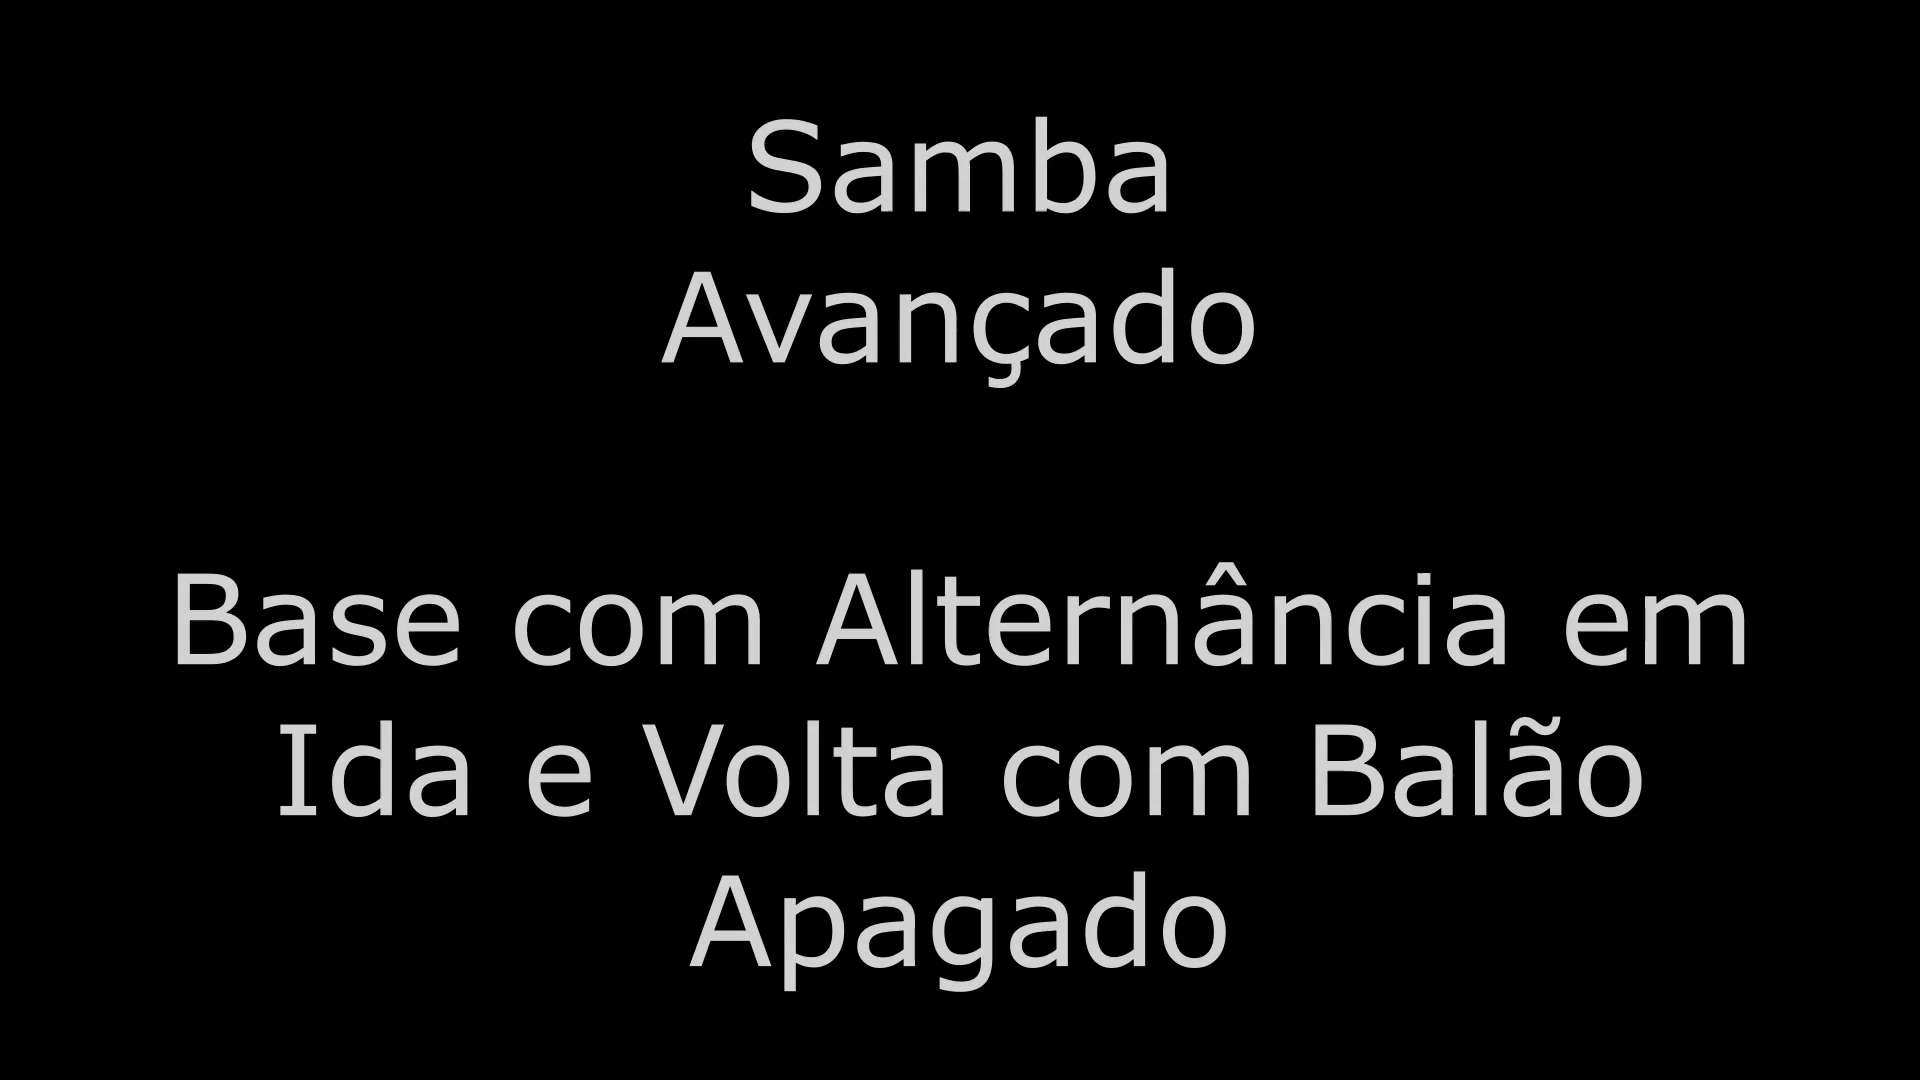 Samba
Avançado
Base com Alternância em
Ida e Volta com Balão
Apagado